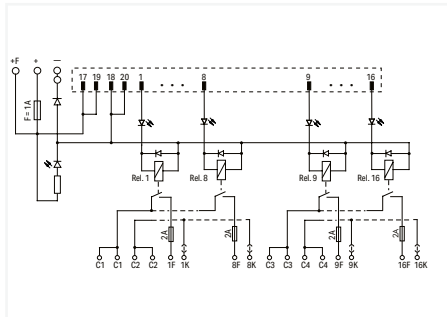 +F + −
17 19 18 20 1 8 9 16
F = 1A
Rel. 1 Rel. 8 Rel. 9 Rel. 16
2A 2A 2A 2A
C1 C1 C2 C2 1F 1K 8F 8K C3 C3 C4 C4 9F 9K 16F 16K